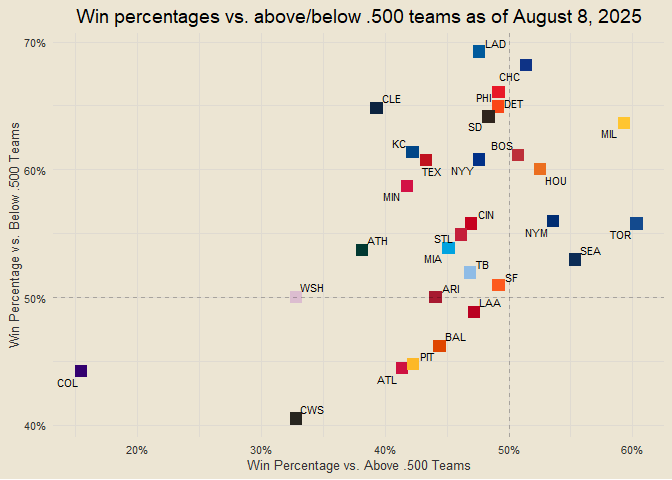 Win percentages vs. above/below .500 teams as of August 8, 2025
70%
LAD
CHC
PHI
DET
CLE
SD
MIL
KC
BOS
TEX
NYY
60%
HOU
MIN
CIN
NYM
TOR
STL
ATH
MIA
SEA
TB
SF
WSH
ARI
50%
LAA
BAL
PIT
COL
ATL
CWS
40%
Win Percentage vs. Below .500 Teams
20%
30%
40%
50%
60%
Win Percentage vs. Above .500 Teams